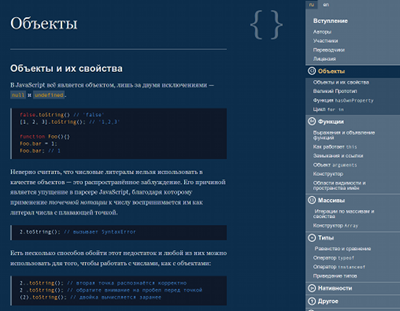 Объекты
{}
Объекты и их свойства
В JavaScript всё является объектом, лишь за двумя исключениями —
null и undefined.
false.toString() // 'false'
[1, 2, 3].toString(); // '1,2,3'
function Foo(){}
Foo.bar = 1;
Foo.bar; // 1
Неверно считать, что числовые литералы нельзя использовать в
качестве объектов — это распространённое заблуждение. Его причиной
является упущение в парсере JavaScript, благодаря которому
применение точечной нотации к числу воспринимается им как
литерал числа с плавающей точкой.
2.toString(); // вызывает SyntaxError
Есть несколько способов обойти этот недостаток и любой из них можно
использовать для того, чтобы работать с числами, как с объектами:
2..toString(); // вторая точка распознаётся корректно
2 .toString(); // обратите внимание на пробел перед точкой
(2).toString(); // двойка вычисляется заранее
ru en
Вступление
Авторы
Участники
Переводчики
Лицензия
Объекты
Объекты и их свойства
Великий Прототип
Функция hasOwnProperty
Цикл for in
Функции
Выражения и объявление
функций
Как работает this
Замыкания и ссылки
Объект arguments
Конструктор
Области видимости и
пространства имён
Массивы
Итерации по массивам и
свойства
Конструктор Array
Типы
Равенство и сравнение
Оператор typeof
Оператор instanceof
Приведение типов
Нативности
Другое